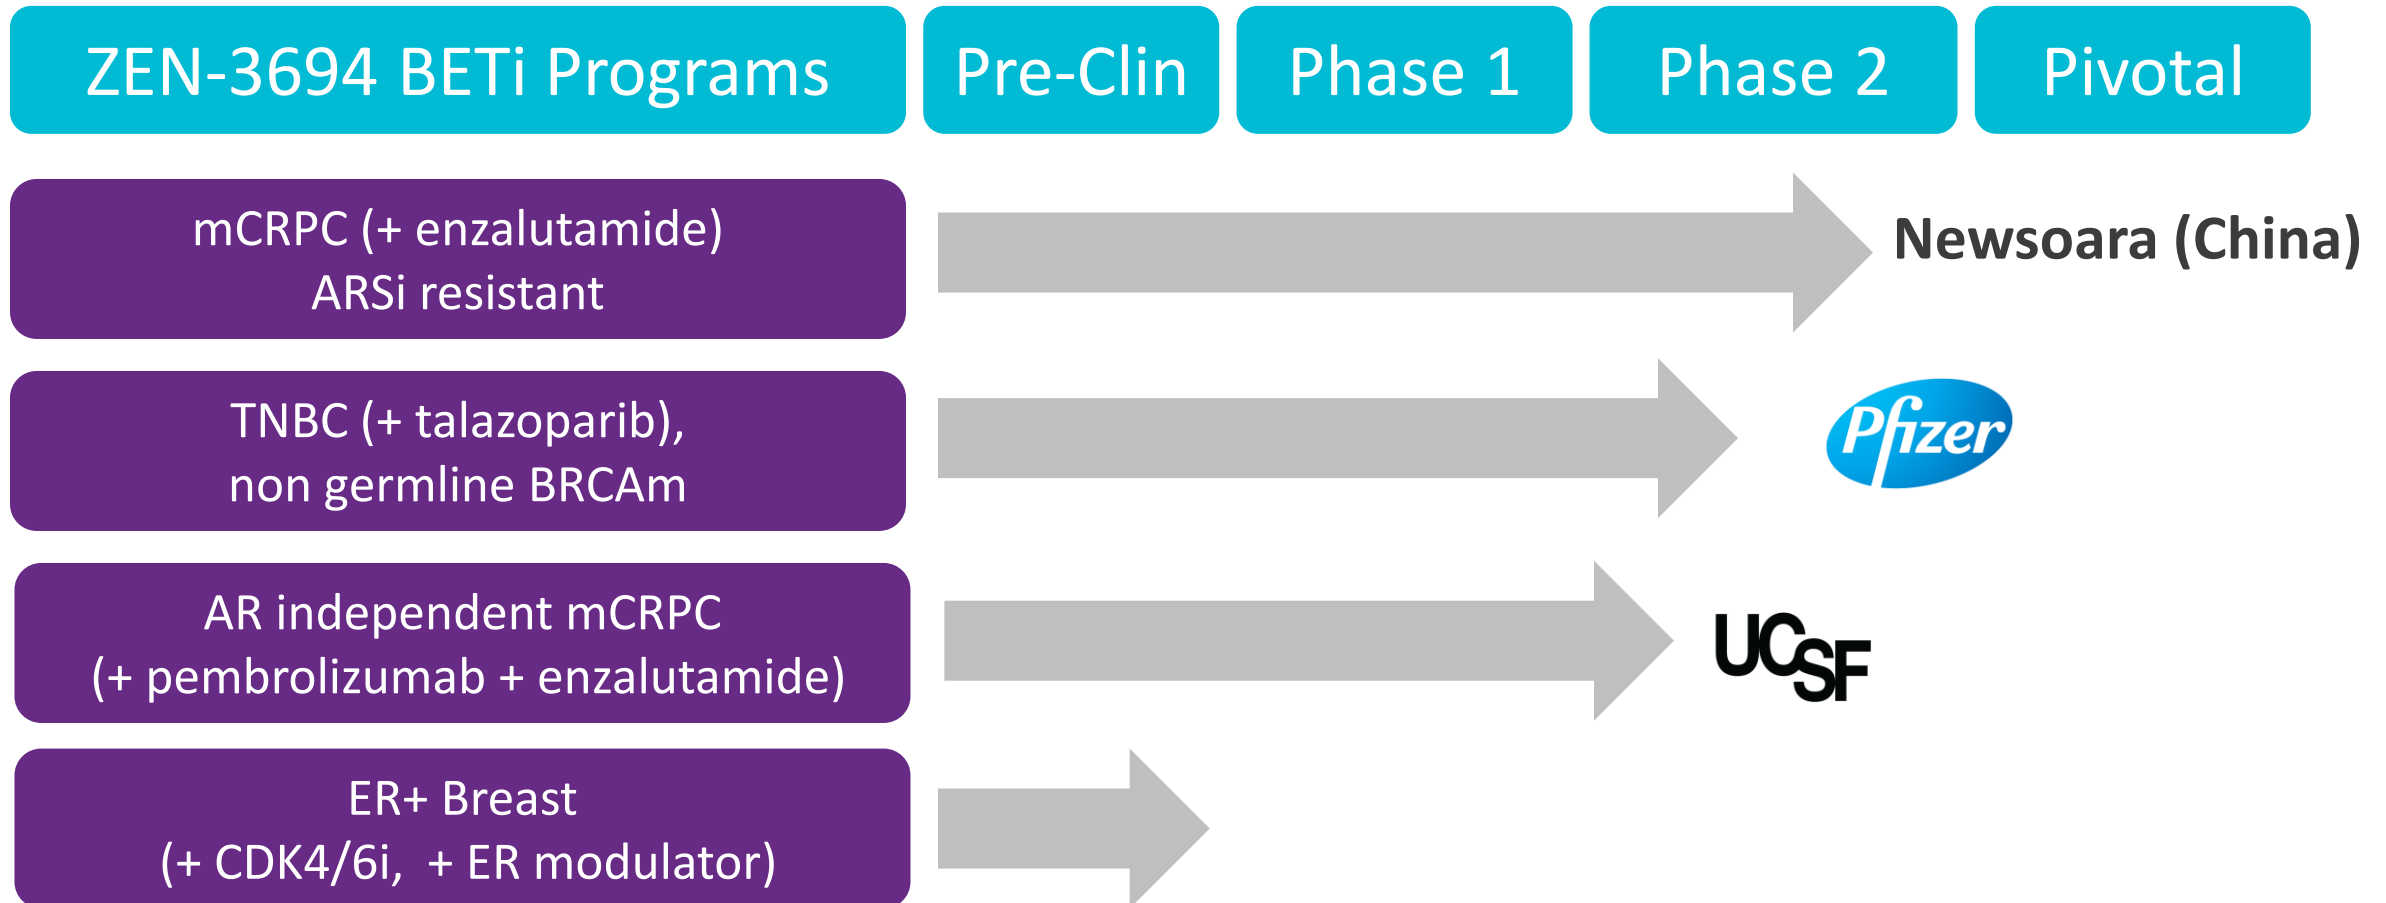 ZEN-3694 BETi Programs
Pre-Clin
Phase 1
Phase 2
Pivotal
mCRPC (+ enzalutamide)
ARSi resistant
Newsoara (China)
TNBC (+ talazoparib),
non germline BRCAm
Pfizer
AR independent mCRPC
(+ pembrolizumab + enzalutamide)
UCSF
ER+ Breast
(+ CDK4/6i, + ER modulator)